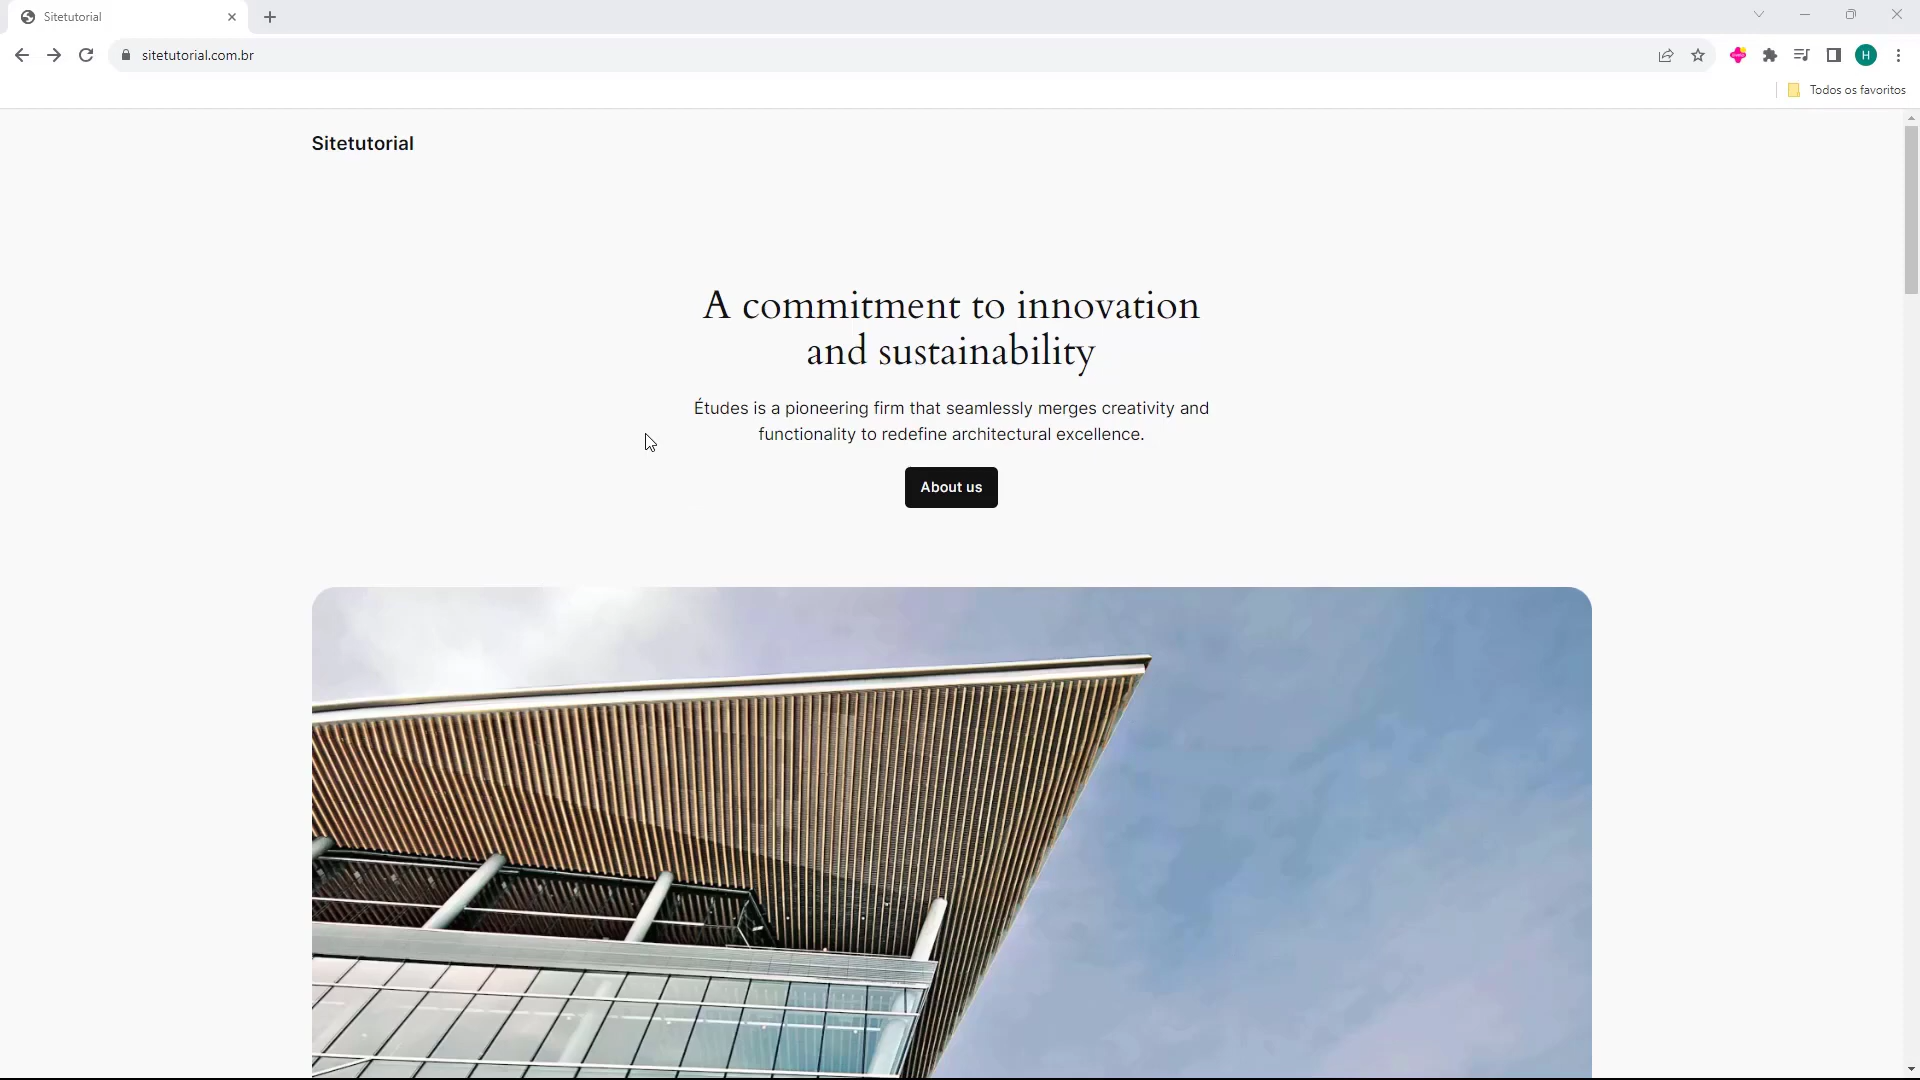 Sitetutorial
sitetutorial.com.br
H
Todos os favoritos
Sitetutorial
A commitment to innovation
and sustainability
Études is a pioneering firm that seamlessly merges creativity and
functionality to redefine architectural excellence.
About us